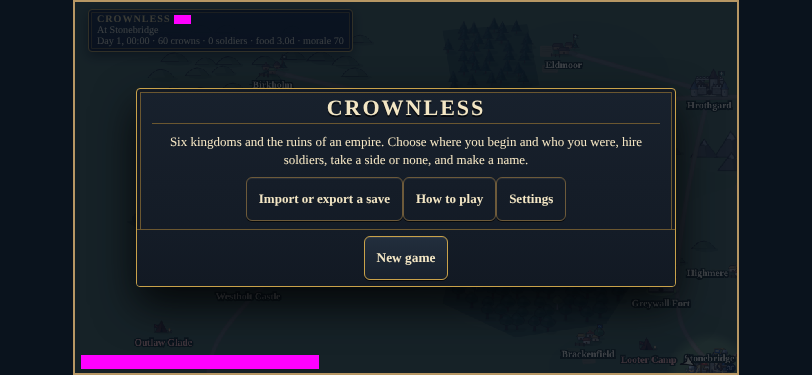 CROWNLESS
At Stonebridge
Day 1, 00:00 · 60 crowns · 0 soldiers · food 3.0d · morale 70
Eldmoor
Birkholm
Hrothgard
CROWNLESS
Six kingdoms and the ruins of an empire. Choose where you begin and who you were, hire
soldiers, take a side or none, and make a name.
Import or export a save
How to play
Settings
New game
Highmere
Westholt Castle
Greywall Fort
Outlaw Glade
Brackenfield
Looter Camp
Stonebridge